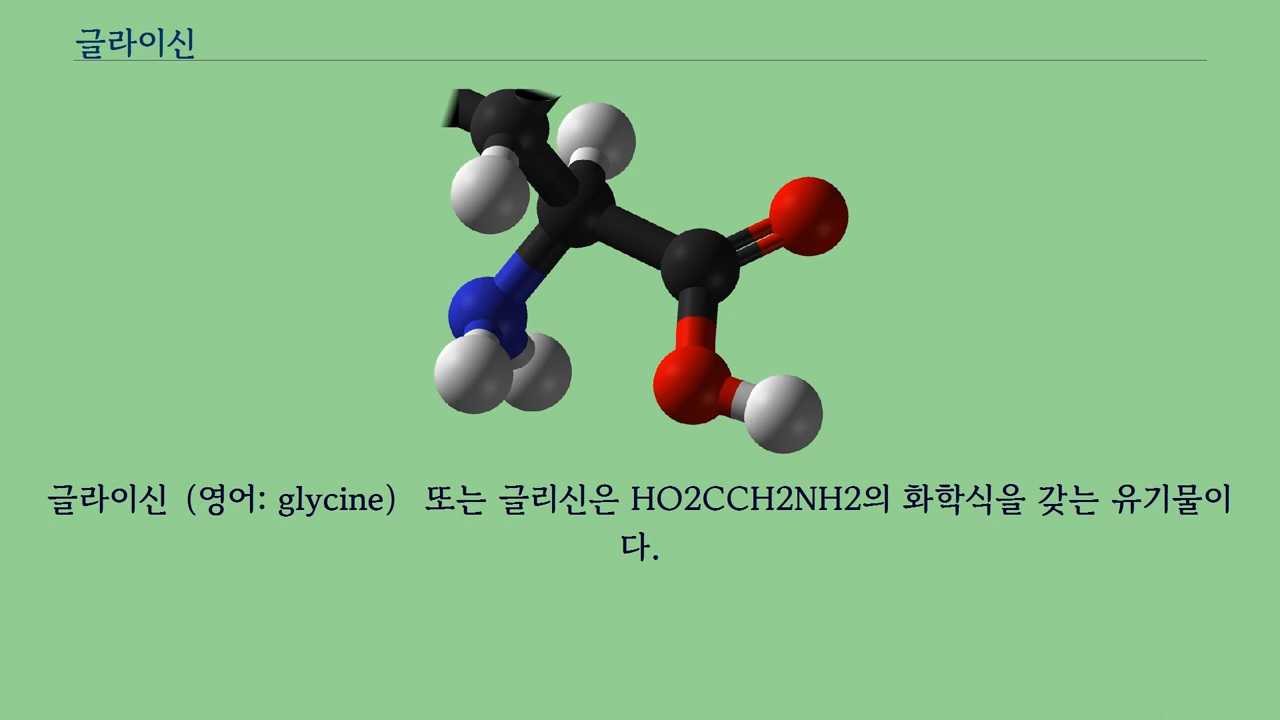 글라이신
글라이신 (영어: glycine) 또는 글리신은 HO2CCH2NH2의 화학식을 갖는 유기물이
다.